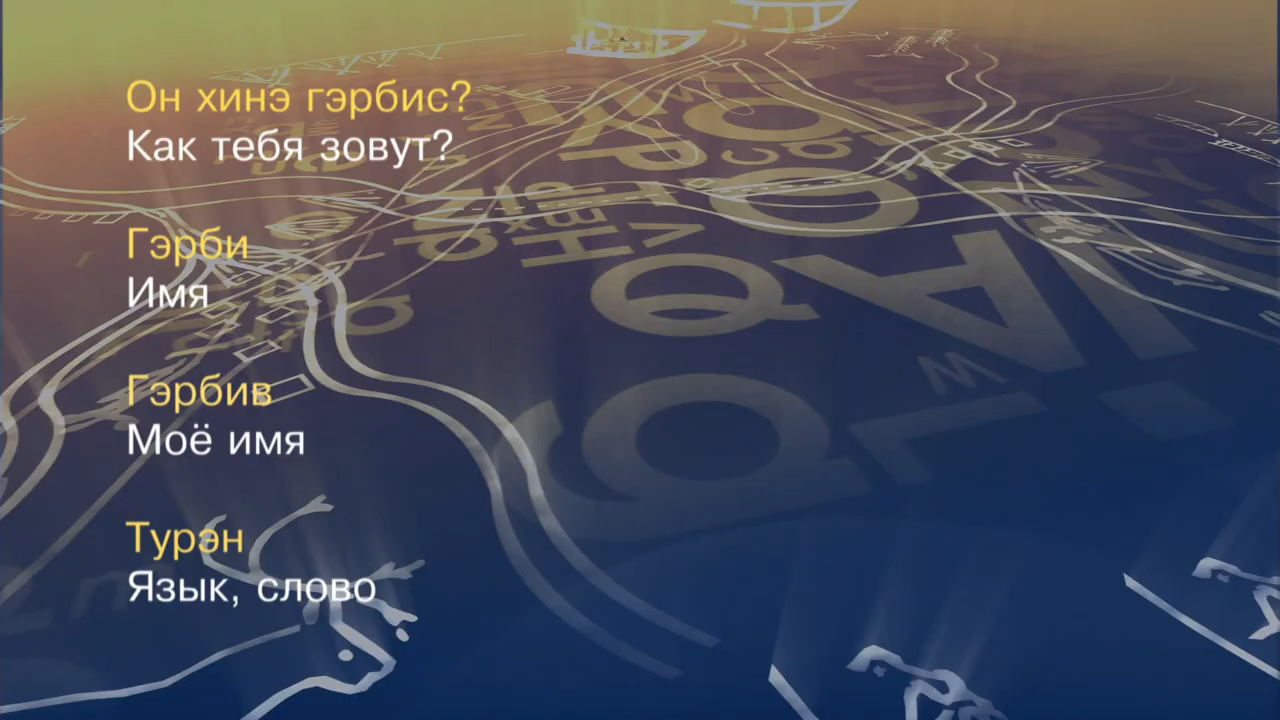 Он хинэ гэрбис?
Как тебя зовут?
Гэрби
Имя
Гэрбив
Моё имя
Турэн
Язык, слово